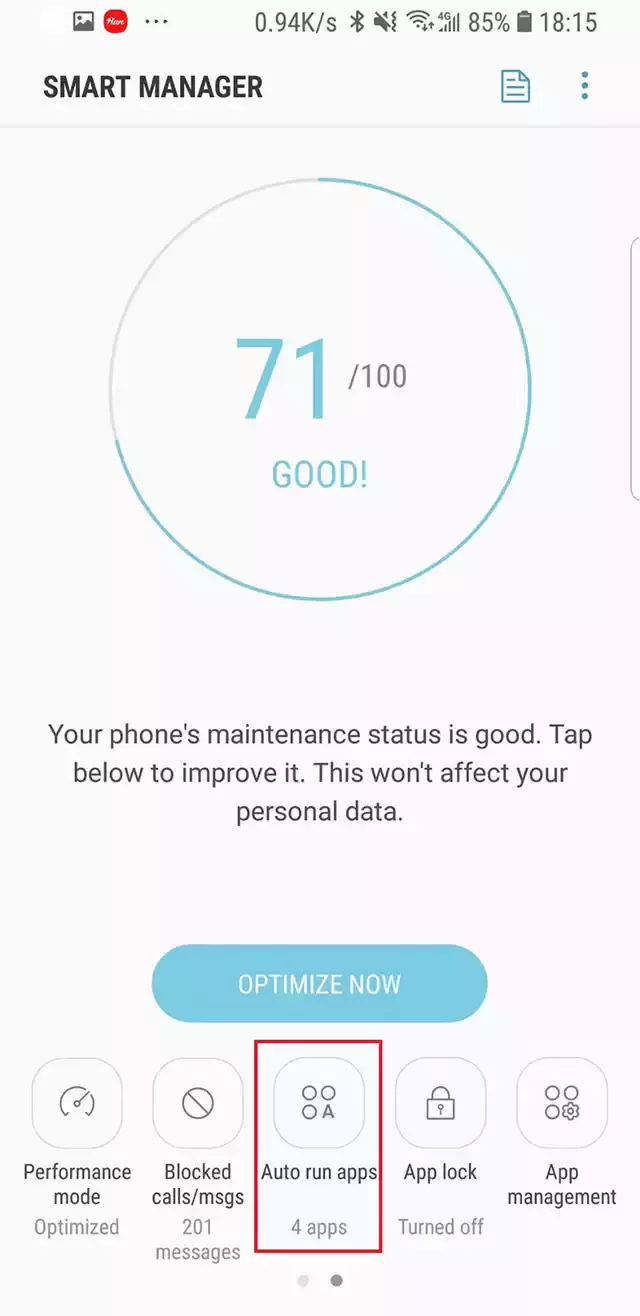 Run ... 0.94K/s 4G 85% 18:15
SMART MANAGER
71 /100
GOOD!
Your phone's maintenance status is good. Tap
below to improve it. This won't affect your
personal data.
OPTIMIZE NOW
A
Performance
mode
Optimized
Blocked
calls/msgs
201
messages
Auto run apps
4 apps
App lock
Turned off
App
management